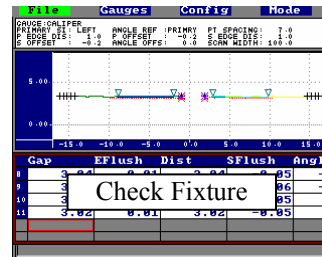 File Gauges Config Mode
GAUGE:CALIPER
PRIMARY SI: LEFT ANGLE REF :PRIMRY PT SPACING: 7.0
P EDGE DIS: 1.0 P OFFSET : -0.2 S EDGE DIS: 1.0
S OFFSET : -0.2 ANGLE OFFS: 0.0 SCAN WIDTH: 100.0
5.00
0.00
-15.0 -10.0 -5.0 0.0 5.0 10.0 15.0
Gap EFlush Dist SFlush Angl
8
9
10
11 3.02 0.01 3.02 -0.05
Check Fixture